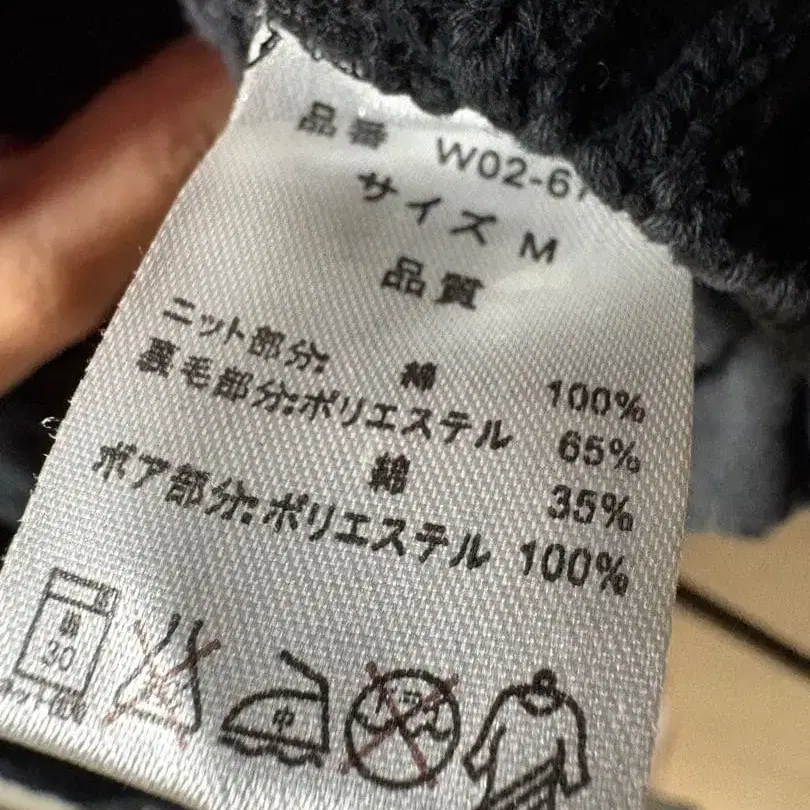 品番 W02-67
サイズ M
品質
ニット部分: 綿 100%
裏毛部分:ポリエステル 65%
綿 35%
ボア部分:ポリエステル 100%
30
中